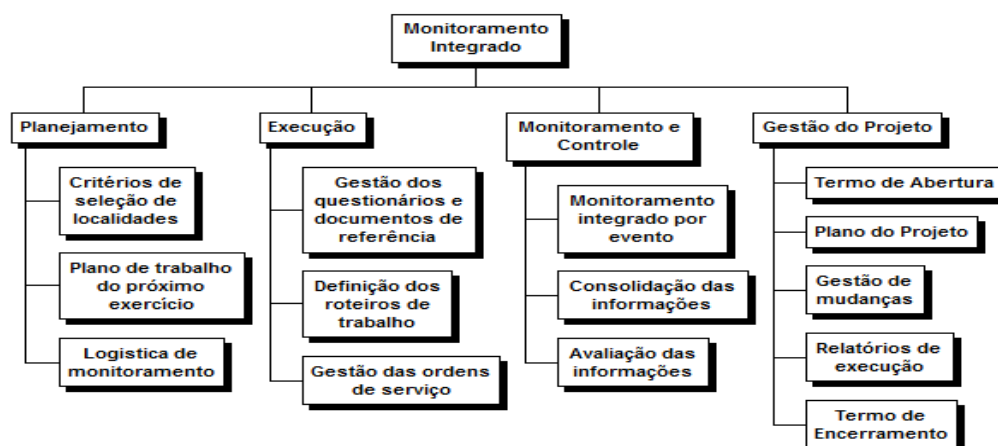 Monitoramento
Integrado
Planejamento
Critérios de
seleção de
localidades
Plano de trabalho
do próximo
exercício
Logistica de
monitoramento
Execução
Gestão dos
questionários e
documentos de
referência
Definição dos
roteiros de
trabalho
Gestão das ordens
de serviço
Monitoramento e
Controle
Monitoramento
integrado por
evento
Consolidação das
informações
Avaliação das
informações
Gestão do Projeto
Termo de Abertura
Plano do Projeto
Gestão de
mudanças
Relatórios de
execução
Termo de
Encerramento